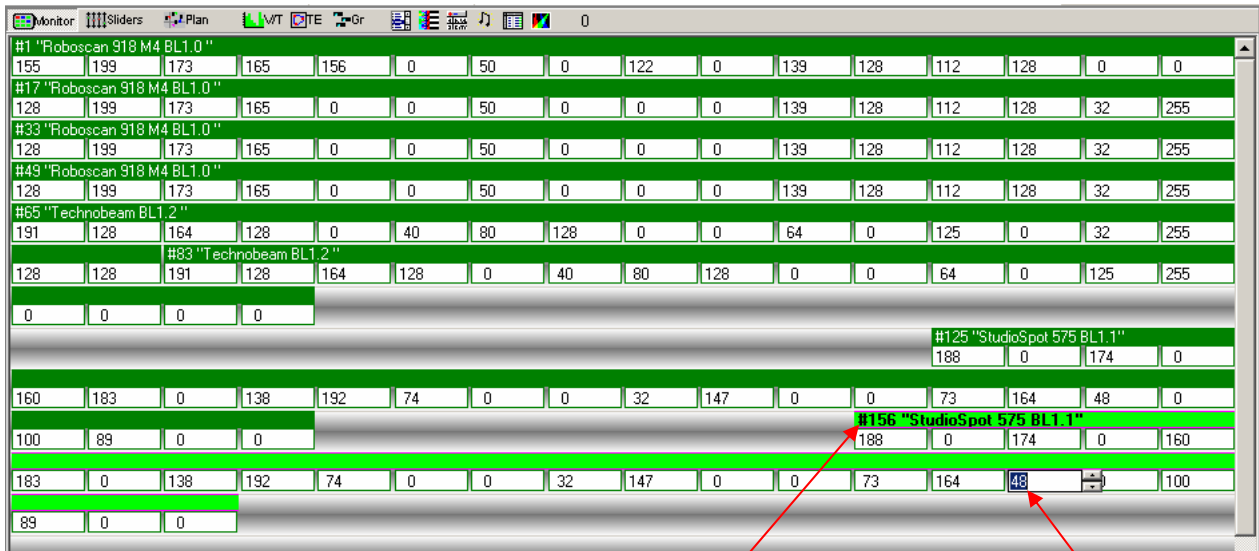 Monitor Sliders Plan V/T TE Gr 0
#1 "Roboscan 918 M4 BL1.0 "
155 199 173 165 156 0 50 0 122 0 139 128 112 128 0 0
#17 "Roboscan 918 M4 BL1.0 "
128 199 173 165 0 0 50 0 0 0 139 128 112 128 32 255
#33 "Roboscan 918 M4 BL1.0 "
128 199 173 165 0 0 50 0 0 0 139 128 112 128 32 255
#49 "Roboscan 918 M4 BL1.0 "
128 199 173 165 0 0 50 0 0 0 139 128 112 128 32 255
#65 "Technobeam BL1.2 "
191 128 164 128 0 40 80 128 0 0 64 0 125 0 32 255
#83 "Technobeam BL1.2 "
128 128 191 128 164 128 0 40 80 128 0 0 64 0 125 255
0 0 0 0
#125 "StudioSpot 575 BL1.1"
188 0 174 0
160 183 0 138 192 74 0 0 32 147 0 0 73 164 48 0
#156 "StudioSpot 575 BL1.1"
100 89 0 0 188 0 174 0 160
183 0 138 192 74 0 0 32 147 0 0 73 164 48 100
89 0 0